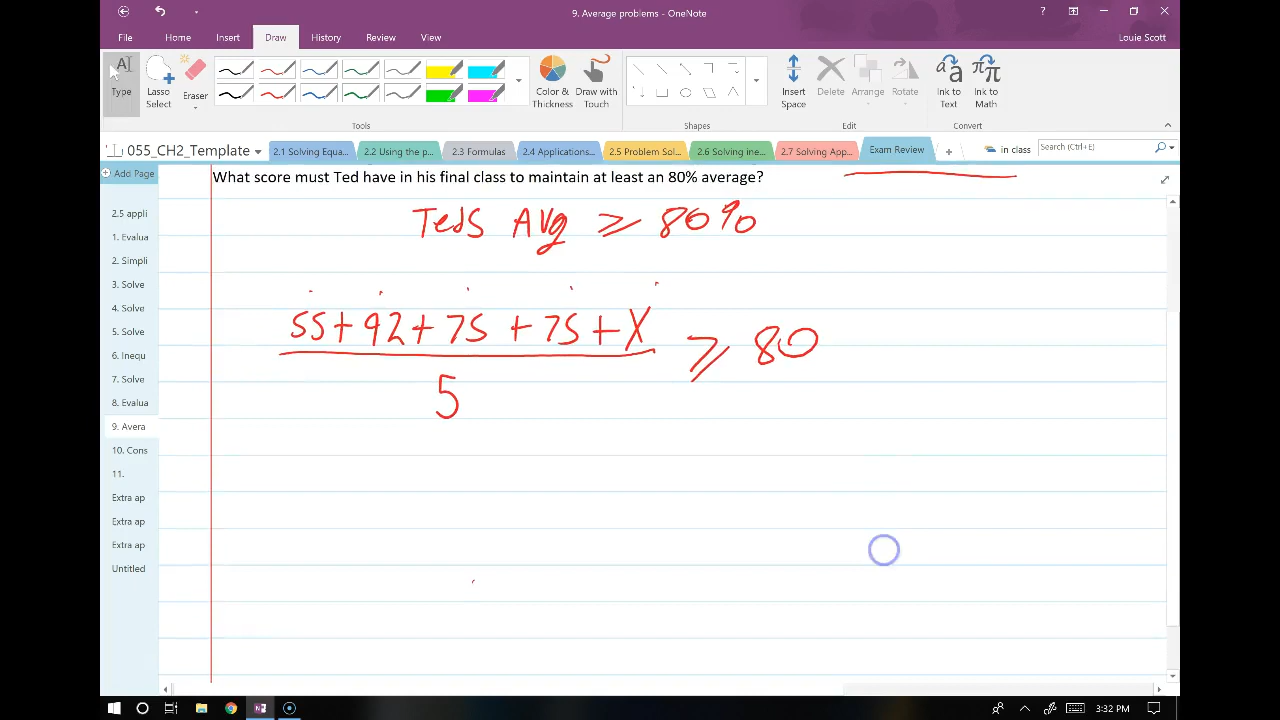 9. Average problems - OneNote
?
File Home Insert Draw History Review View
Louie Scott
Type
Lasso Select
Eraser
Color & Thickness
Draw with Touch
Insert Space
Delete
Arrange
Rotate
Ink to Text
Ink to Math
Tools
Shapes
Edit
Convert
055_CH2_Template
2.1 Solving Equa...
2.2 Using the p...
2.3 Formulas
2.4 Applications...
2.5 Problem Sol...
2.6 Solving ine...
2.7 Solving App...
Exam Review
+
in class
Search (Ctrl+E)
Add Page
What score must Ted have in his final class to maintain at least an 80% average?
2.5 appli
1. Evalua
2. Simpli
3. Solve
4. Solve
5. Solve
6. Inequ
7. Solve
8. Evalua
9. Avera
10. Cons
11.
Extra ap
Extra ap
Extra ap
Untitled
Teds Avg ≥ 80%
55+92+75+75+X ≥ 80
5
3:32 PM